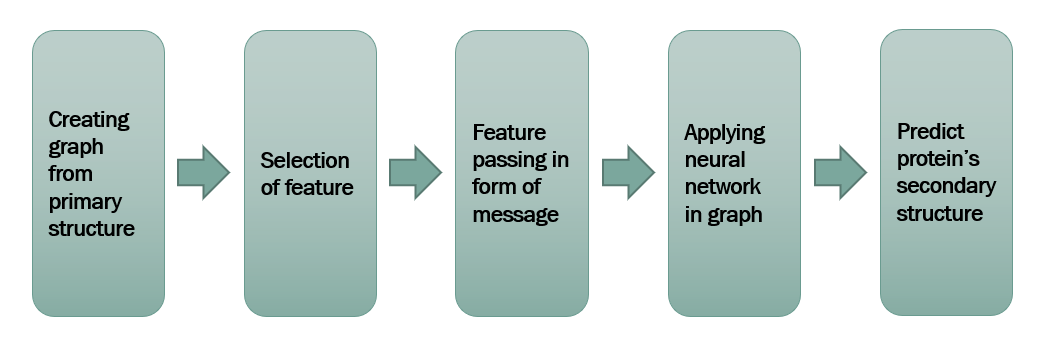 Creating
graph
from
primary
structure
Selection
of feature
Feature
passing in
form of
message
Applying
neural
network
in graph
Predict
protein's
secondary
structure